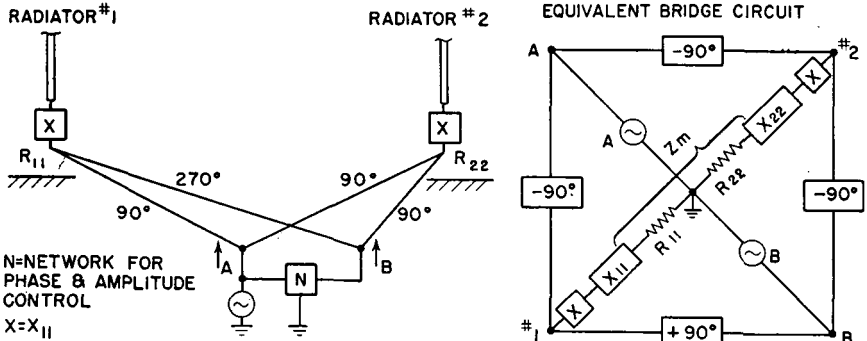 RADIATOR #1
RADIATOR #2
X
X
R11
R22
270°
90°
90°
90°
A
B
N
N=NETWORK FOR
PHASE & AMPLITUDE
CONTROL
X=X11
EQUIVALENT BRIDGE CIRCUIT
A
-90°
#2
X
X22
A
Zm
R22
-90°
-90°
R11
B
X11
X
#1
+90°
B